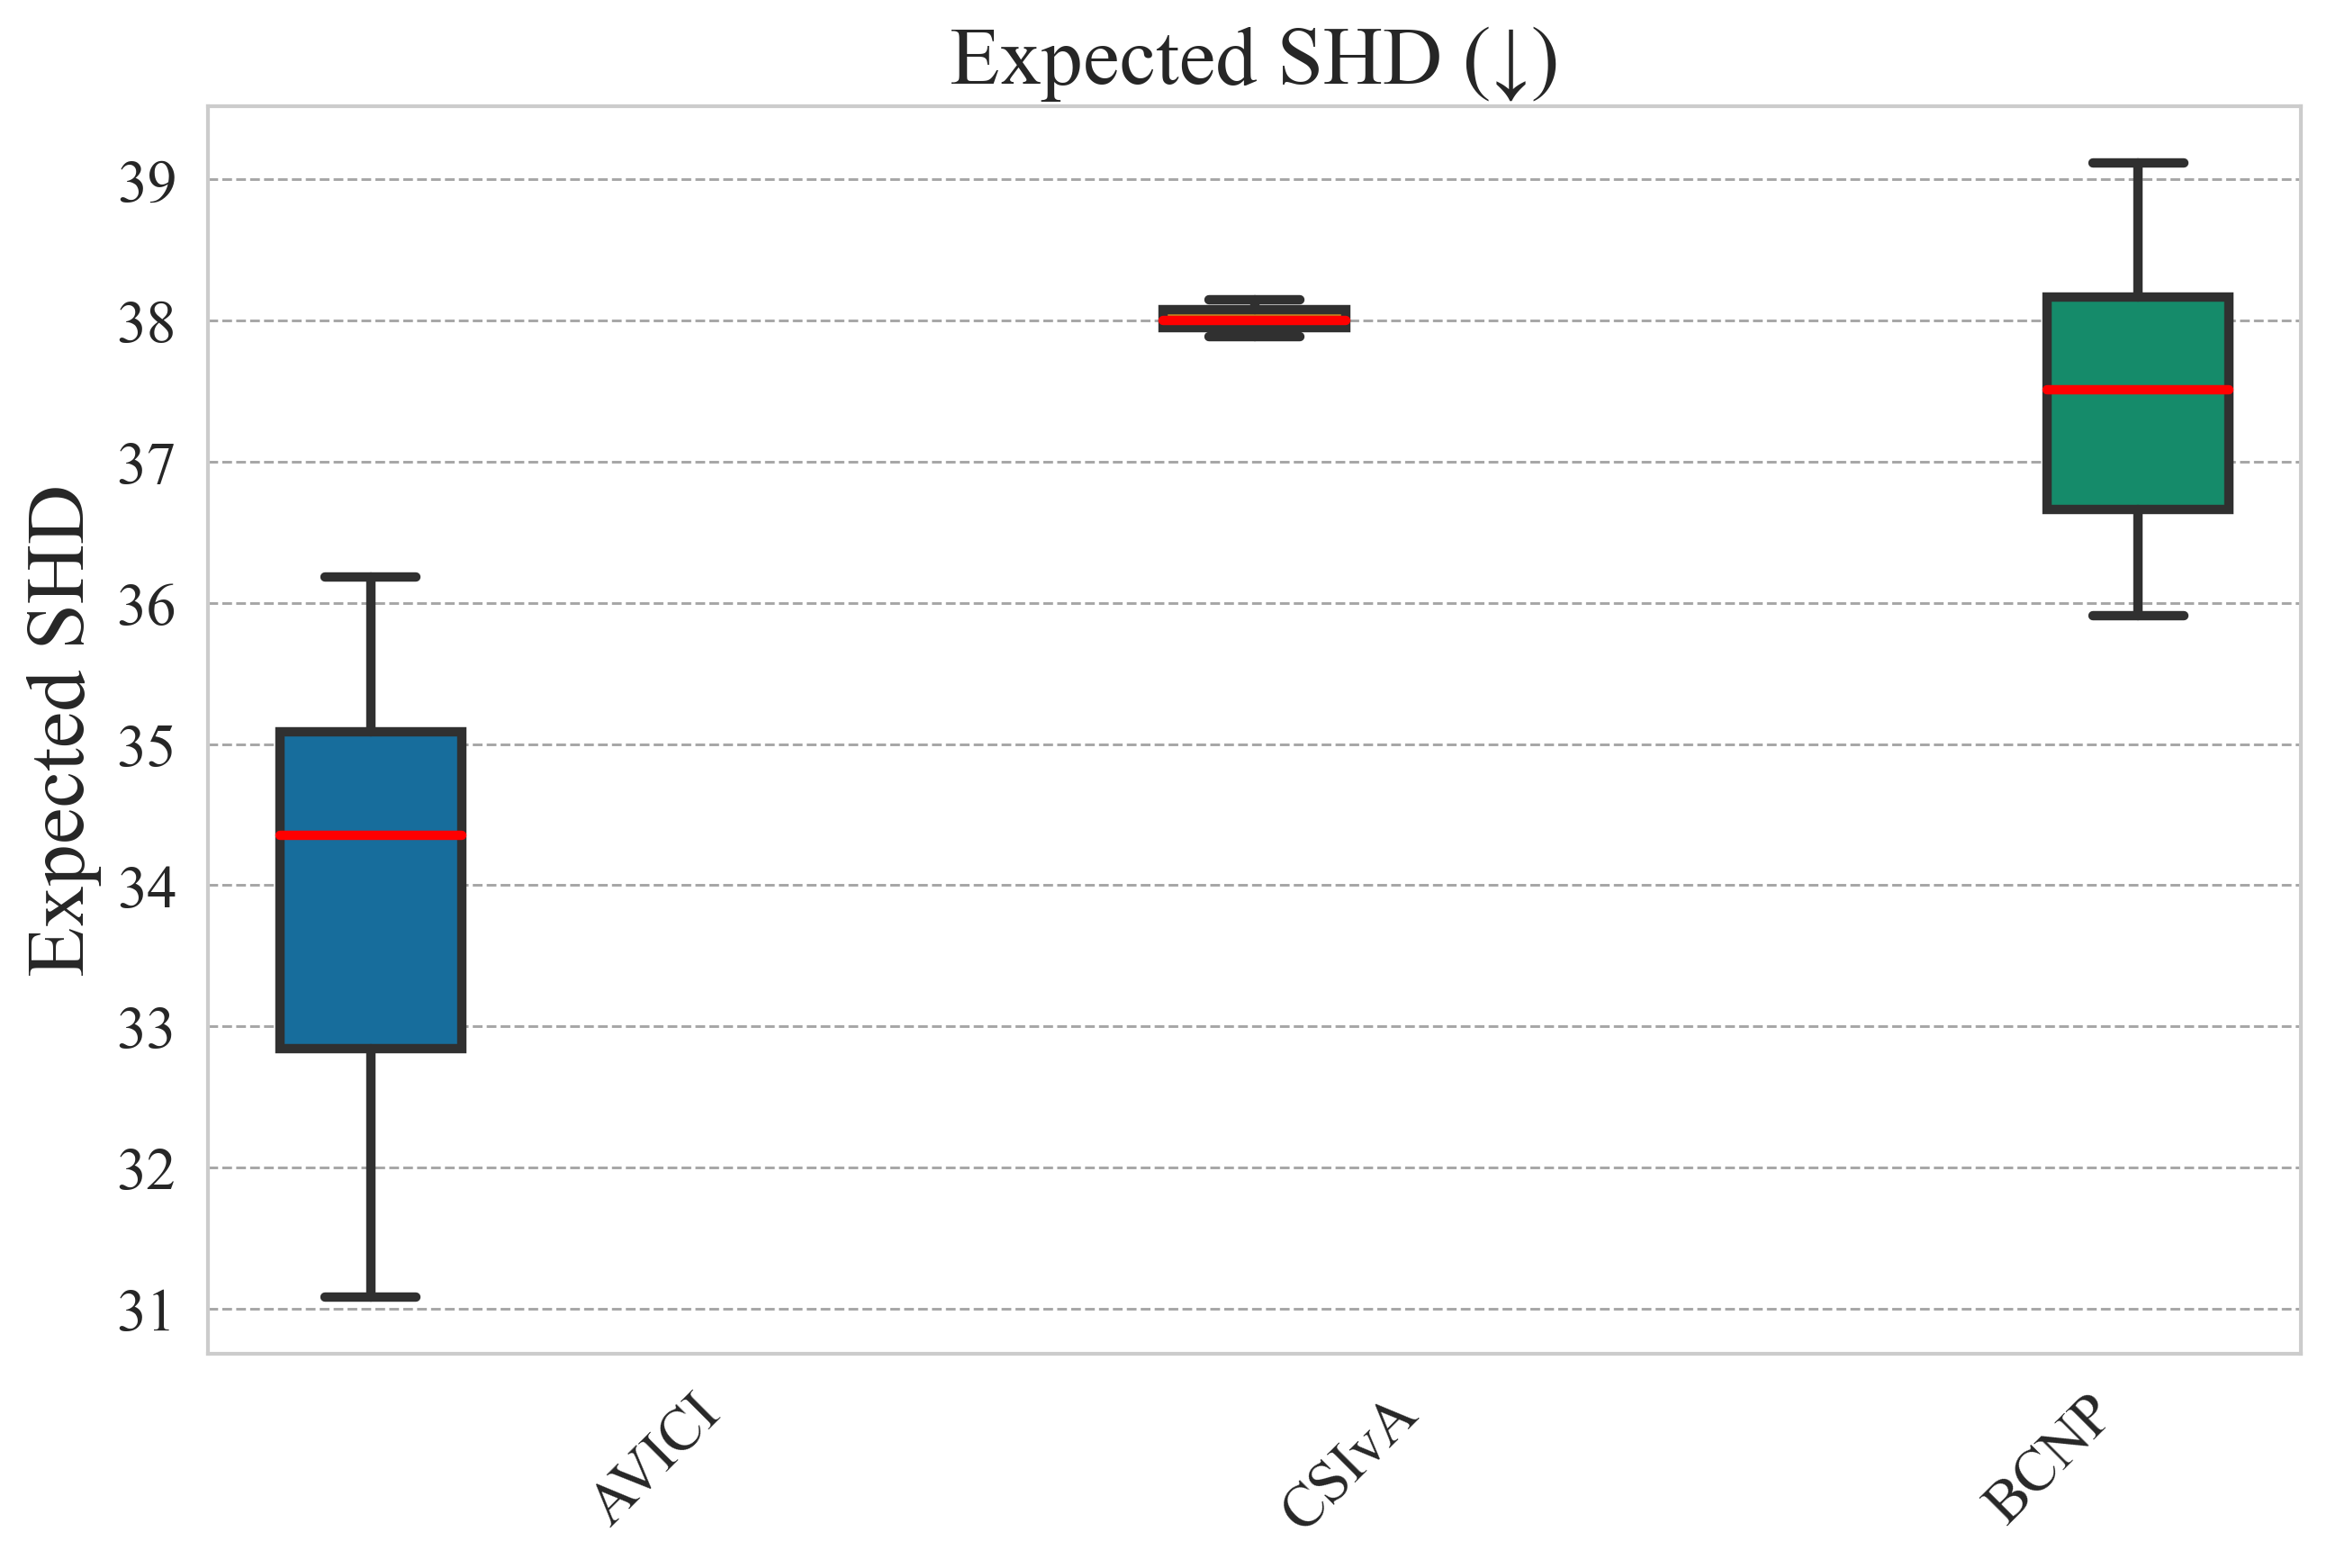 Expected SHD (↓)
Expected SHD
39
38
37
36
35
34
33
32
31
AVICI
CSIvA
BCNP